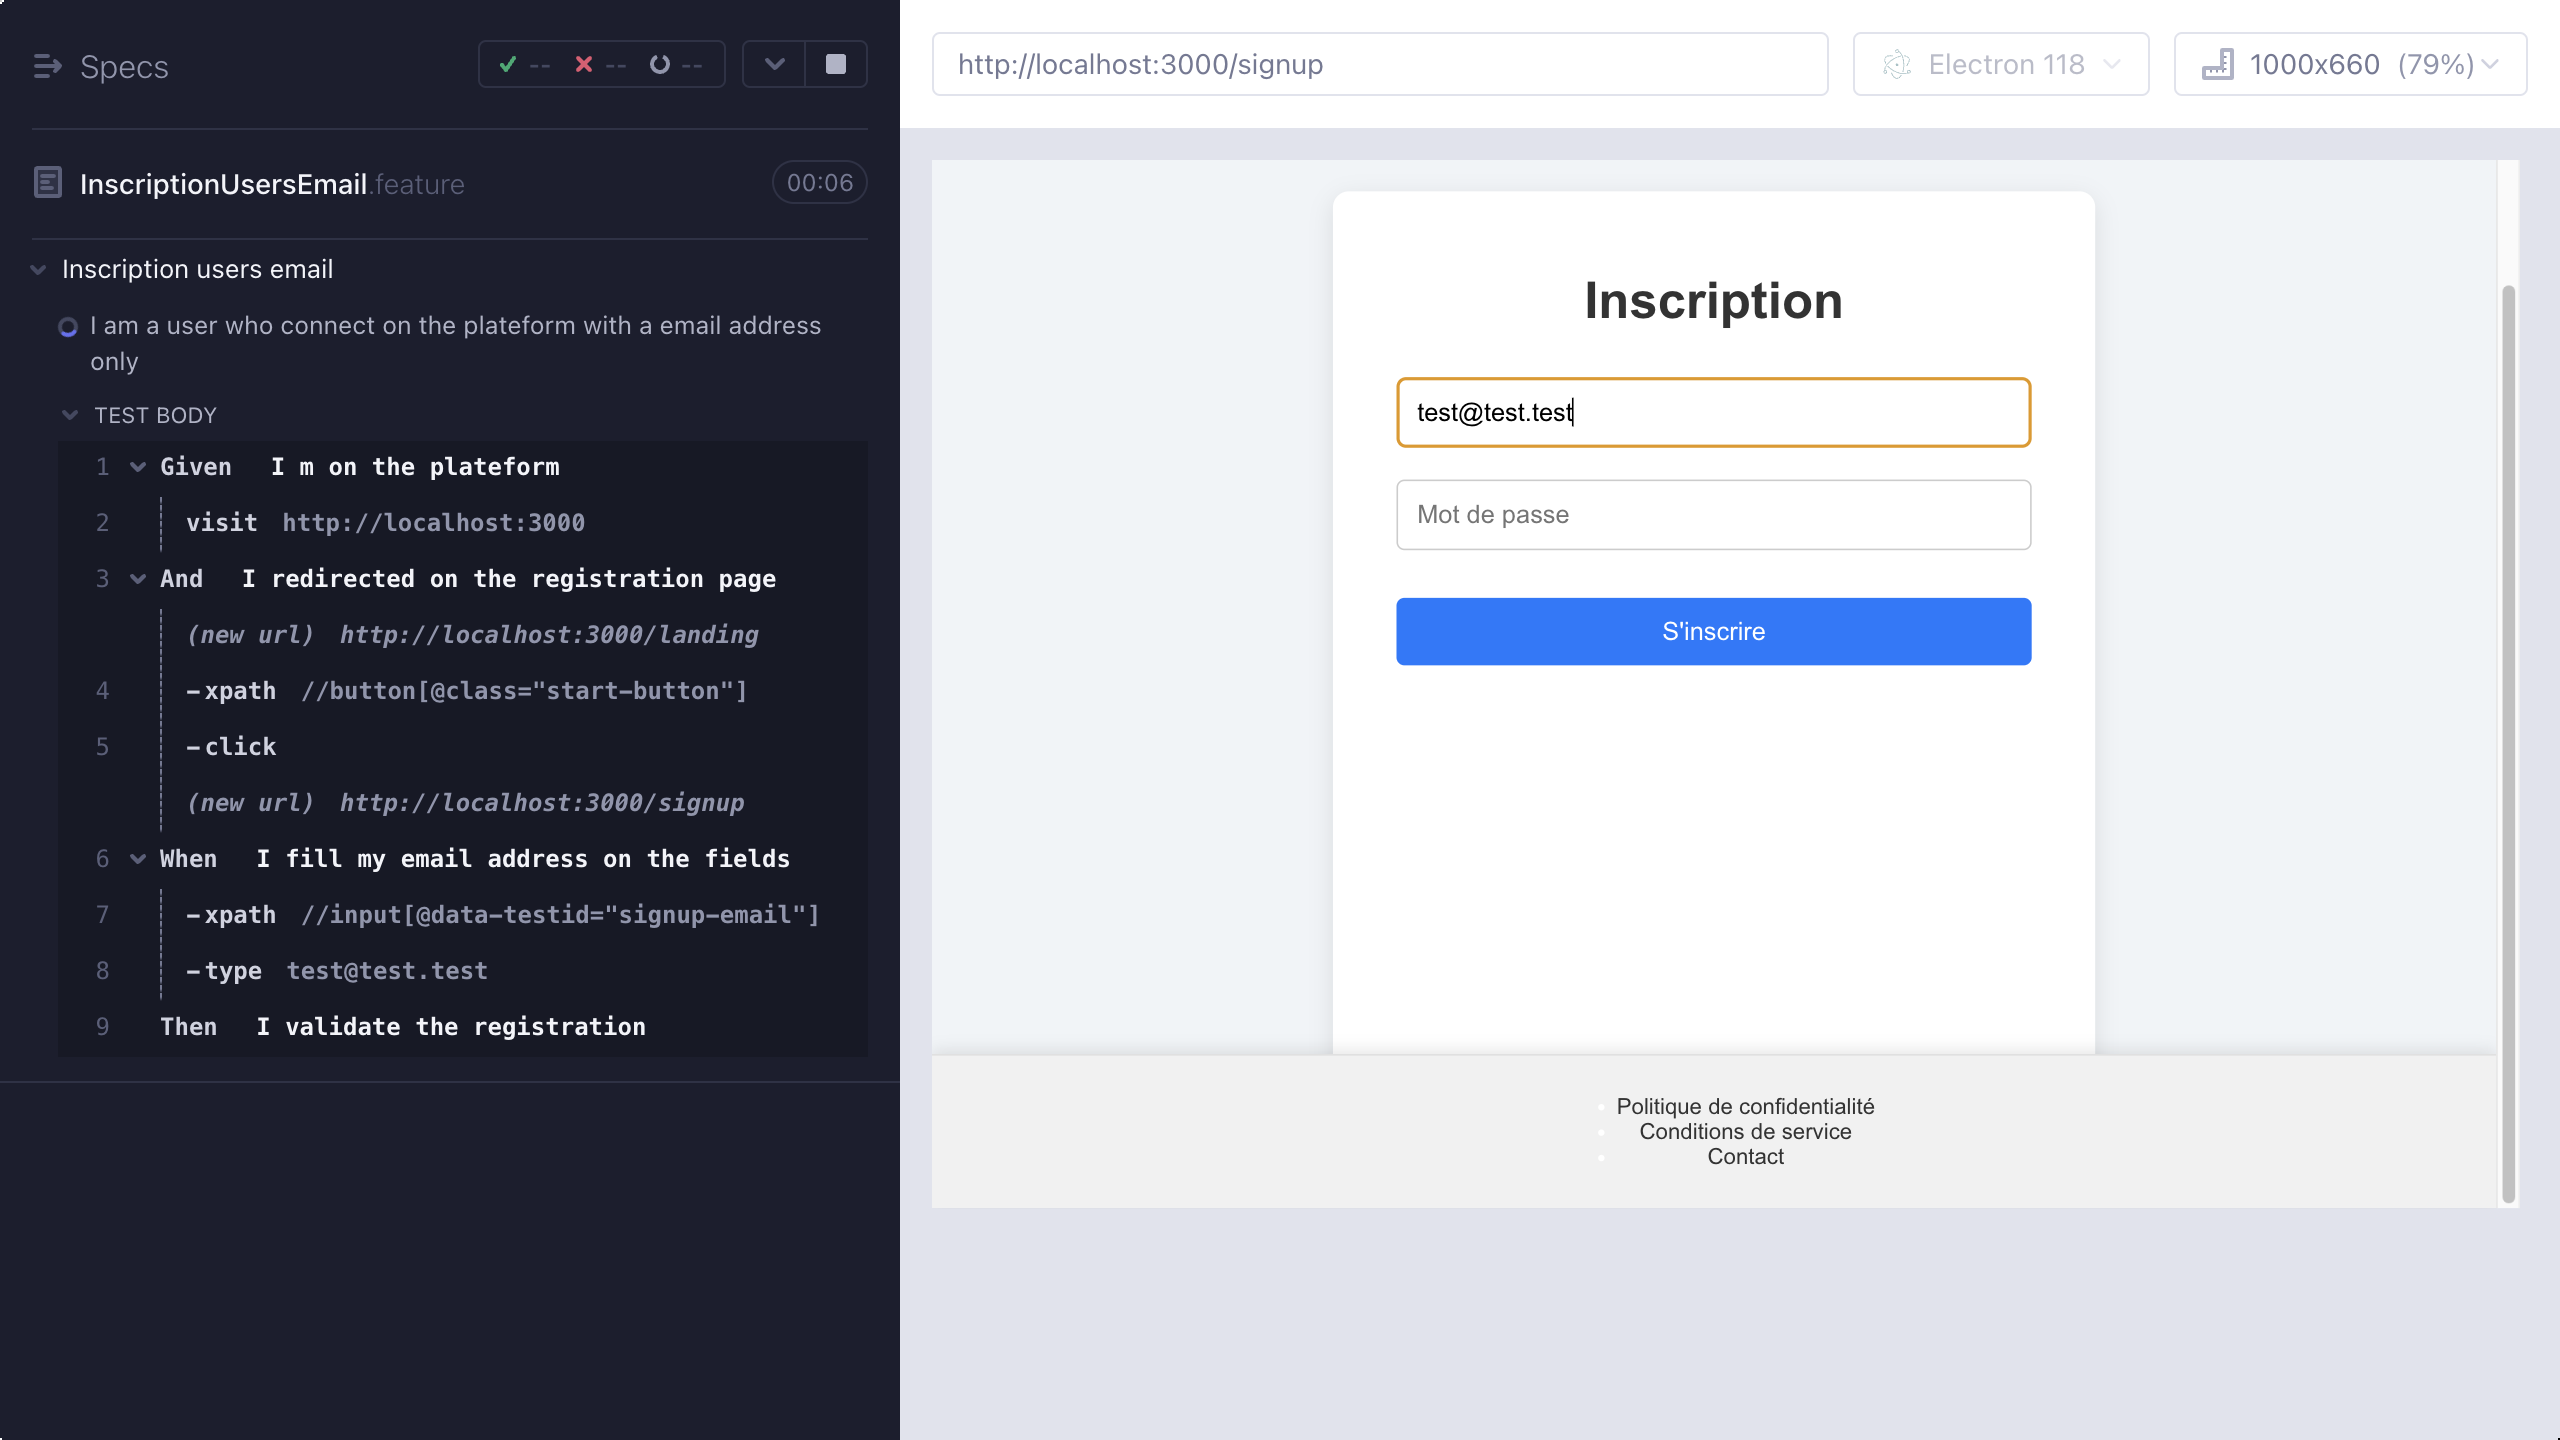 Specs
-- -- --
InscriptionUsersEmail.feature
00:06
Inscription users email
I am a user who connect on the plateform with a email address
only
TEST BODY
1 Given I m on the plateform
2 visit http://localhost:3000
3 And I redirected on the registration page
(new url) http://localhost:3000/landing
4 -xpath //button[@class="start-button"]
5 -click
(new url) http://localhost:3000/signup
6 When I fill my email address on the fields
7 -xpath //input[@data-testid="signup-email"]
8 -type test@test.test
9 Then I validate the registration
http://localhost:3000/signup
Electron 118
1000x660 (79%)
Inscription
test@test.test
Mot de passe
S'inscrire
Politique de confidentialité
Conditions de service
Contact